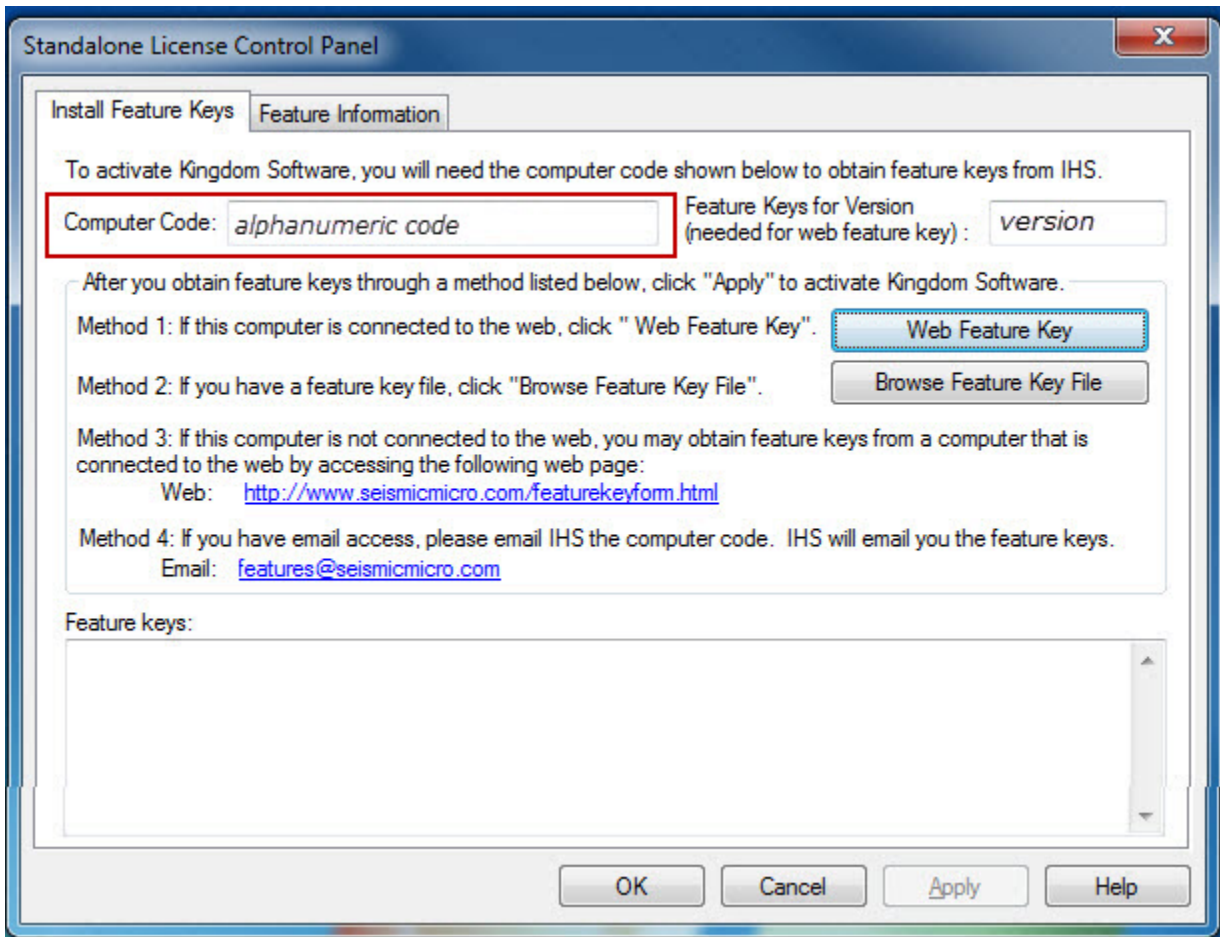 Standalone License Control Panel
Install Feature Keys
Feature Information
To activate Kingdom Software, you will need the computer code shown below to obtain feature keys from IHS.
Computer Code: alphanumeric code
Feature Keys for Version
(needed for web feature key) : version
After you obtain feature keys through a method listed below, click "Apply" to activate Kingdom Software.
Method 1: If this computer is connected to the web, click " Web Feature Key".
Web Feature Key
Method 2: If you have a feature key file, click "Browse Feature Key File".
Browse Feature Key File
Method 3: If this computer is not connected to the web, you may obtain feature keys from a computer that is
connected to the web by accessing the following web page:
Web: http://www.seismicmicro.com/featurekeyform.html
Method 4: If you have email access, please email IHS the computer code. IHS will email you the feature keys.
Email: features@seismicmicro.com
Feature keys:
OK
Cancel
Apply
Help